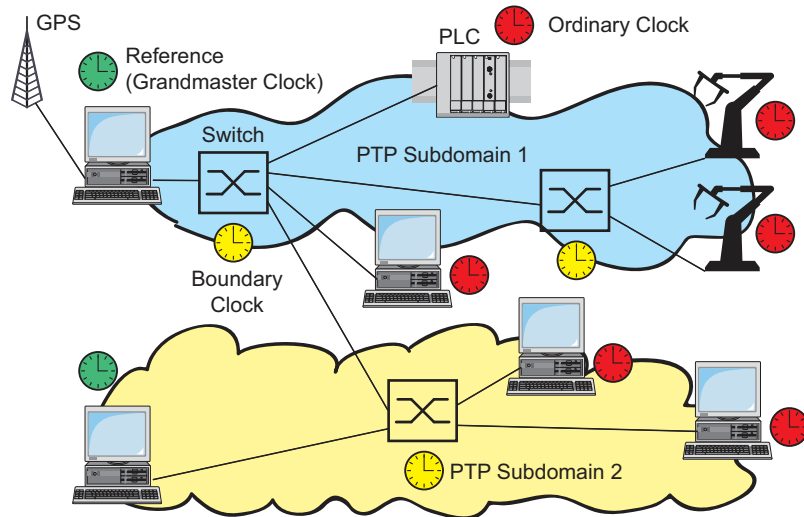 GPS
Reference
(Grandmaster Clock)
PLC
Ordinary Clock
Switch
PTP Subdomain 1
Boundary
Clock
PTP Subdomain 2